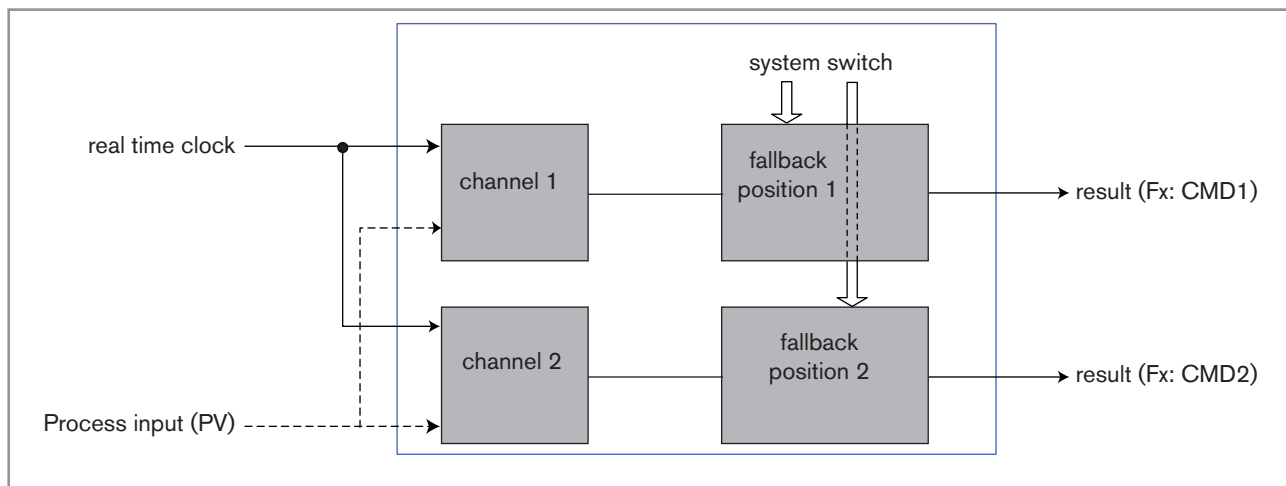 system switch
real time clock
channel 1
fallback
position 1
result (Fx: CMD1)
channel 2
fallback
position 2
result (Fx: CMD2)
Process input (PV)